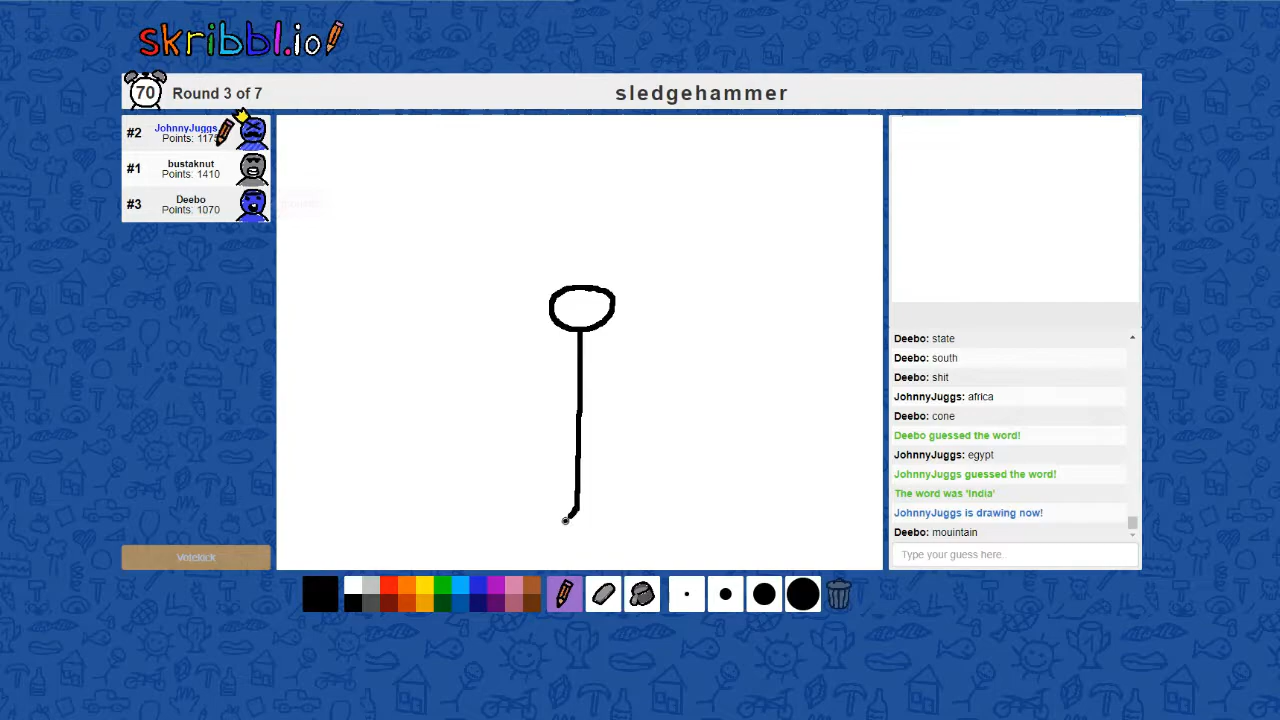 skribbl.io
70
Round 3 of 7
sledgehammer
#2
JohnnyJuggs
Points: 1175
#1
bustaknut
Points: 1410
#3
Deebo
Points: 1070
Votekick
Deebo: state
Deebo: south
Deebo: shit
JohnnyJuggs: africa
Deebo: cone
Deebo guessed the word!
JohnnyJuggs: egypt
JohnnyJuggs guessed the word!
The word was 'India'
JohnnyJuggs is drawing now!
Deebo: mouintain
Type your guess here...